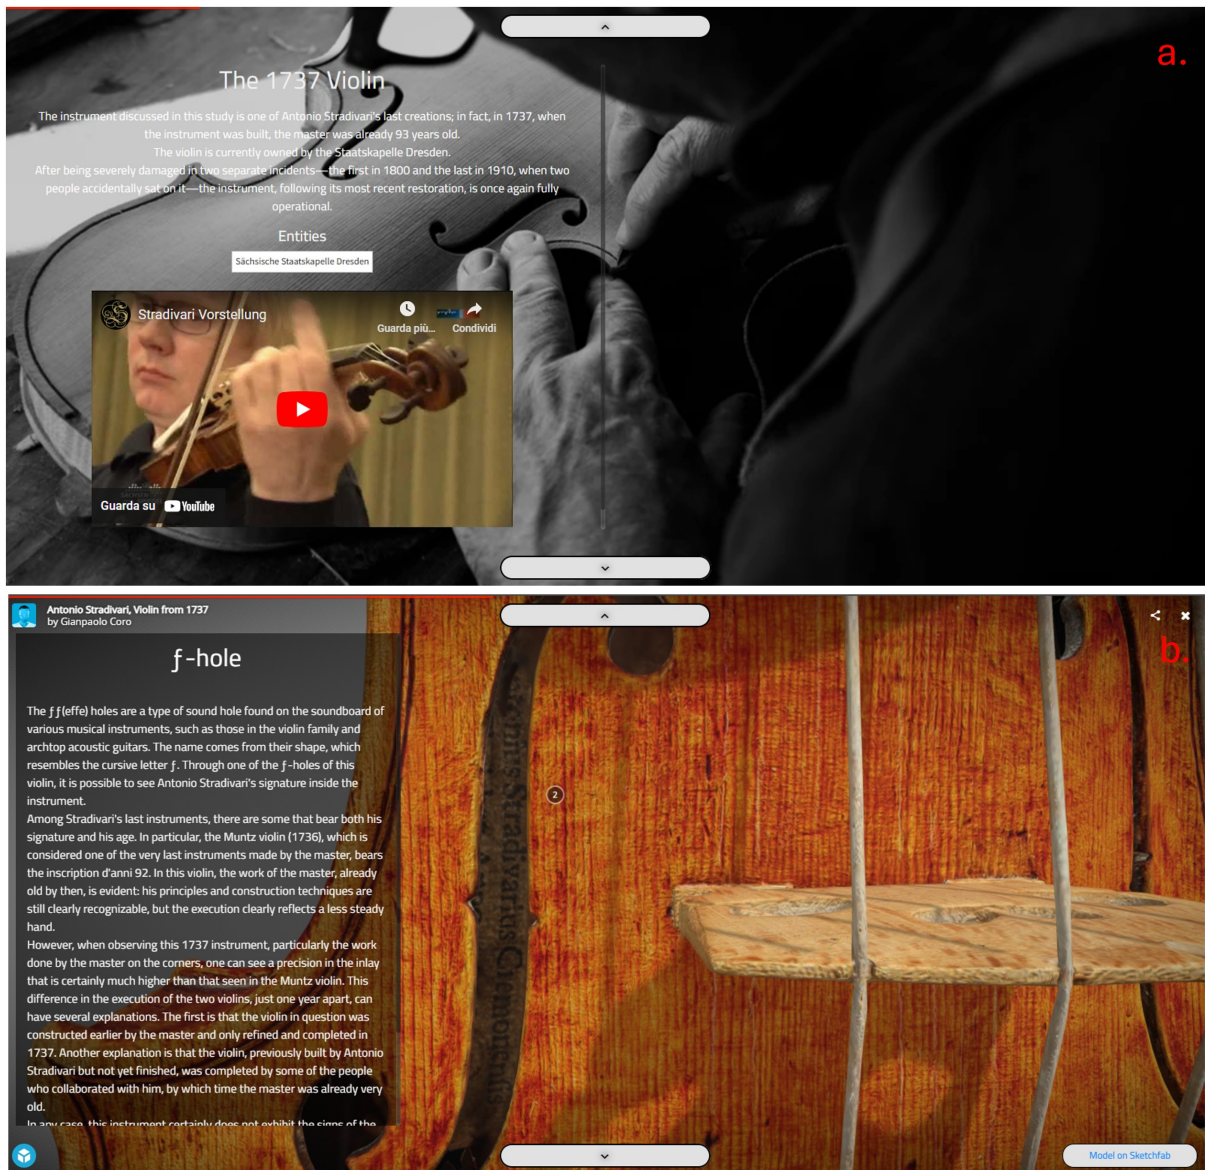 a.
The 1737 Violin
The instrument discussed in this study is one of Antonio Stradivari's last creations; in fact, in 1737, when
the instrument was built, the master was already 93 years old.
The violin is currently owned by the Staatskapelle Dresden.
After being severely damaged in two separate incidents—the first in 1800 and the last in 1910, when two
people accidentally sat on it—the instrument, following its most recent restoration, is once again fully
operational.
Entities
Sächsische Staatskapelle Dresden
Stradivari Vorstellung
Guarda più...
Condividi
Guarda su YouTube
Antonio Stradivari, Violin from 1737
by Gianpaolo Coro
b.
ƒ-hole
The ƒƒ(effe) holes are a type of sound hole found on the soundboard of
various musical instruments, such as those in the violin family and
archtop acoustic guitars. The name comes from their shape, which
resembles the cursive letter ƒ. Through one of the ƒ-holes of this
violin, it is possible to see Antonio Stradivari's signature inside the
instrument.
Among Stradivari's last instruments, there are some that bear both his
signature and his age. In particular, the Muntz violin (1736), which is
considered one of the very last instruments made by the master, bears
the inscription d'anni 92. In this violin, the work of the master, already
old by then, is evident: his principles and construction techniques are
still clearly recognizable, but the execution clearly reflects a less steady
hand.
However, when observing this 1737 instrument, particularly the work
done by the master on the corners, one can see a precision in the inlay
that is certainly much higher than that seen in the Muntz violin. This
difference in the execution of the two violins, just one year apart, can
have several explanations. The first is that the violin in question was
constructed earlier by the master and only refined and completed in
1737. Another explanation is that the violin, previously built by Antonio
Stradivari but not yet finished, was completed by some of the people
who collaborated with him, by which time the master was already very
old.
In any case, this instrument certainly does not exhibit the signs of the
2
Stradivarius Cremonensis
Model on Sketchfab